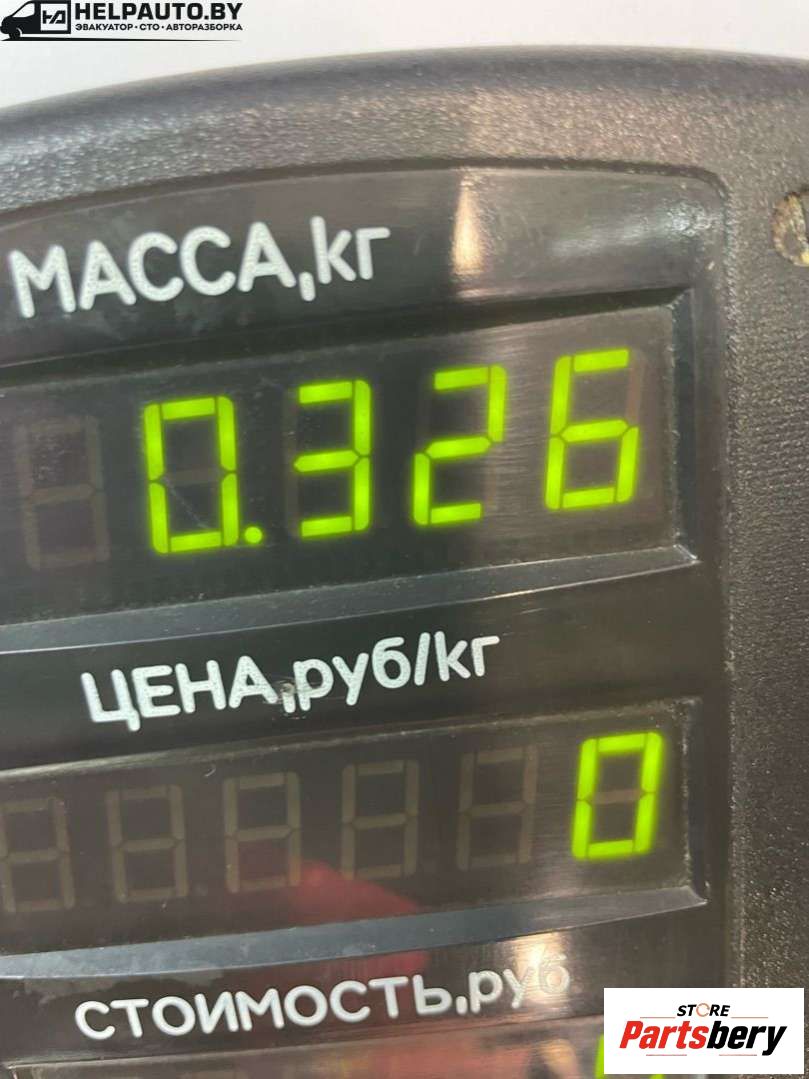 HELPAUTO.BY
ЭВАКУАТОР • СТО • АВТОРАЗБОРКА
МАССА,кг
0.326
ЦЕНА,руб/кг
0
СТОИМОСТЬ,руб
STORE
Partsbery